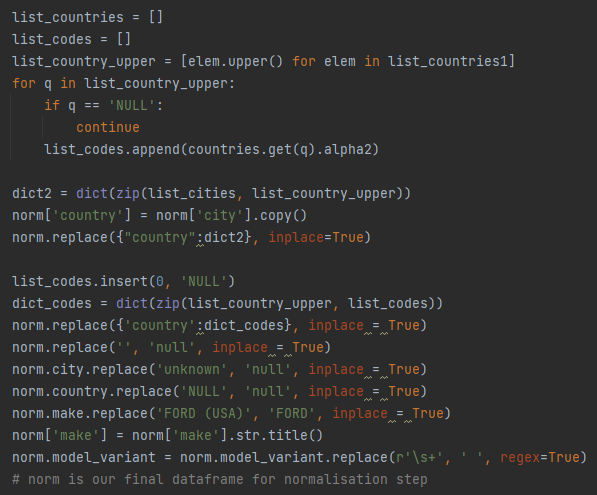 list_countries = []
list_codes = []
list_country_upper = [elem.upper() for elem in list_countries1]
for q in list_country_upper:
    if q == 'NULL':
        continue
    list_codes.append(countries.get(q).alpha2)

dict2 = dict(zip(list_cities, list_country_upper))
norm['country'] = norm['city'].copy()
norm.replace({"country":dict2}, inplace=True)

list_codes.insert(0, 'NULL')
dict_codes = dict(zip(list_country_upper, list_codes))
norm.replace({'country':dict_codes}, inplace = True)
norm.replace('', 'null', inplace = True)
norm.city.replace('unknown', 'null', inplace = True)
norm.country.replace('NULL', 'null', inplace = True)
norm.make.replace('FORD (USA)', 'FORD', inplace = True)
norm['make'] = norm['make'].str.title()
norm.model_variant = norm.model_variant.replace(r'\s+', ' ', regex=True)
# norm is our final dataframe for normalisation step